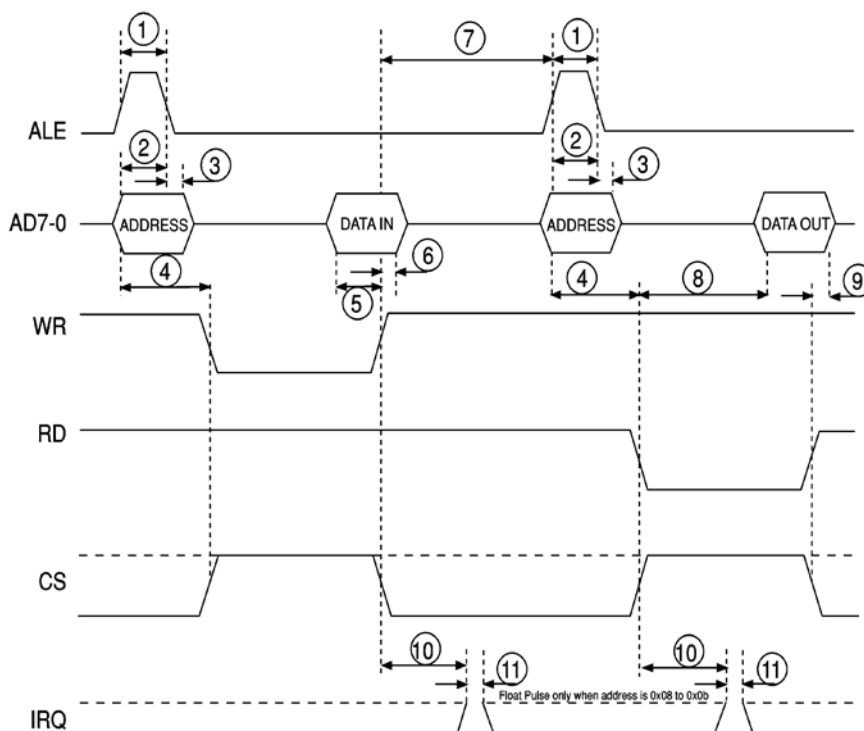 1 7 1
ALE
2 3 2 3
AD7-0 ADDRESS DATA IN ADDRESS DATA OUT
4 5 6 4 8 9
WR
RD
CS
10 11 10 11
Float Pulse only when address is 0x08 to 0x0b
IRQ